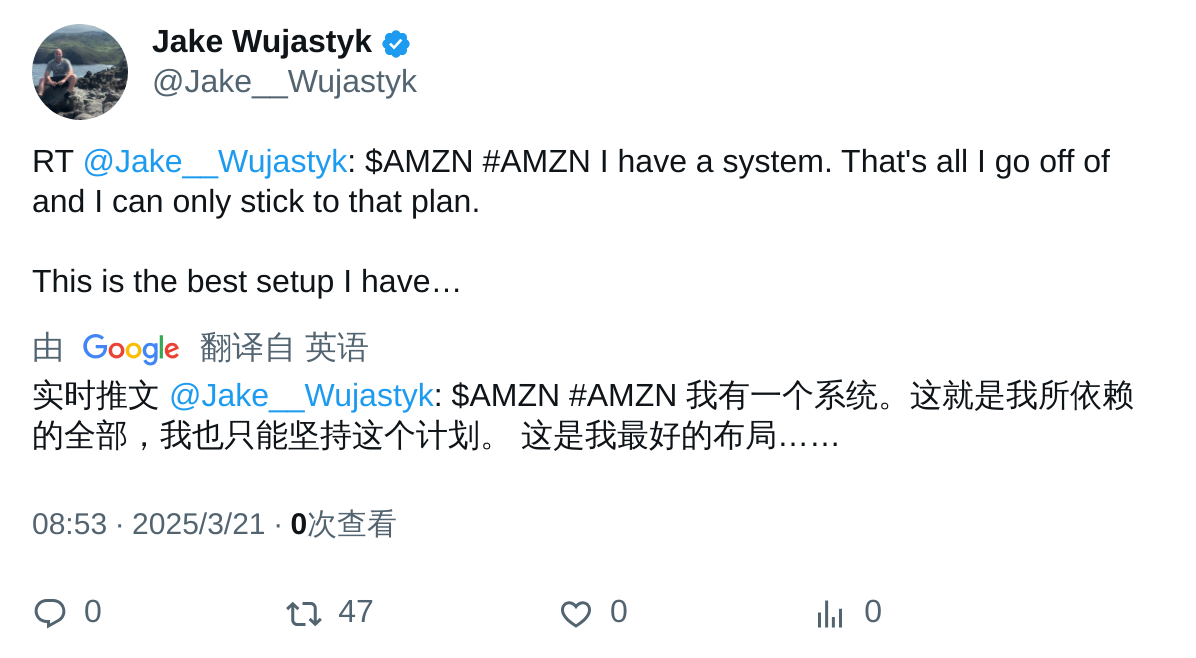 Jake Wujastyk
@Jake__Wujastyk
RT @Jake__Wujastyk: $AMZN #AMZN I have a system. That's all I go off of
and I can only stick to that plan.
This is the best setup I have…
由 Google 翻译自 英语
实时推文 @Jake__Wujastyk: $AMZN #AMZN 我有一个系统。这就是我所依赖
的全部，我也只能坚持这个计划。 这是我最好的布局……
08:53 · 2025/3/21 · 0次查看
0 47 0 0